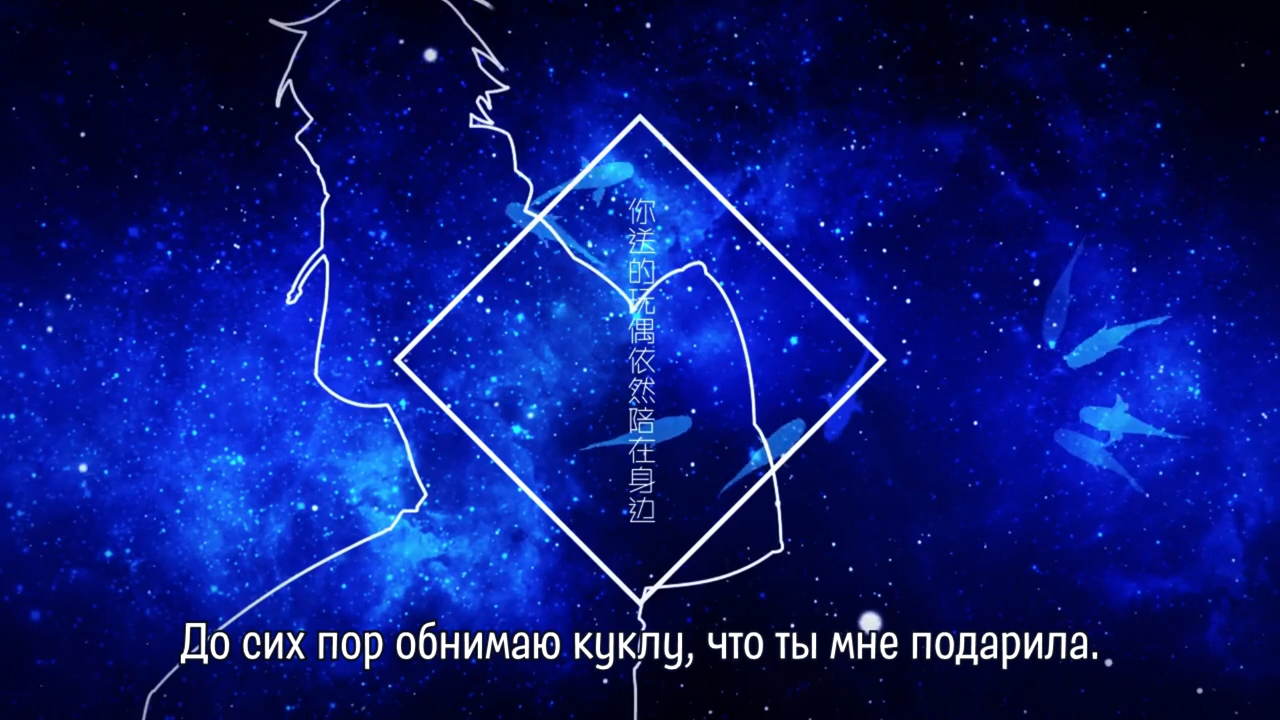 你送的玩偶依然陪在身边
До сих пор обнимаю куклу, что ты мне подарила.